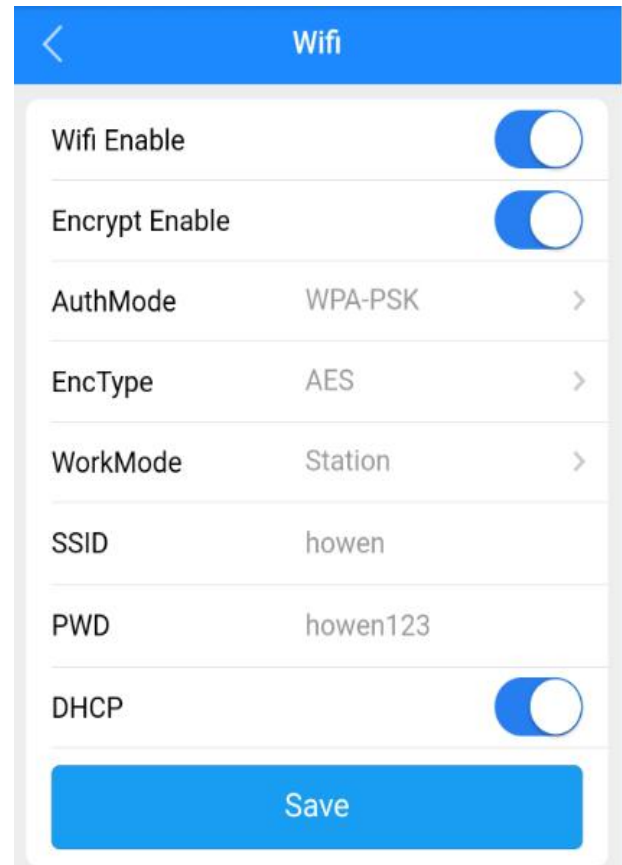 Wifi
Wifi Enable
Encrypt Enable
AuthMode WPA-PSK
EncType AES
WorkMode Station
SSID howen
PWD howen123
DHCP
Save